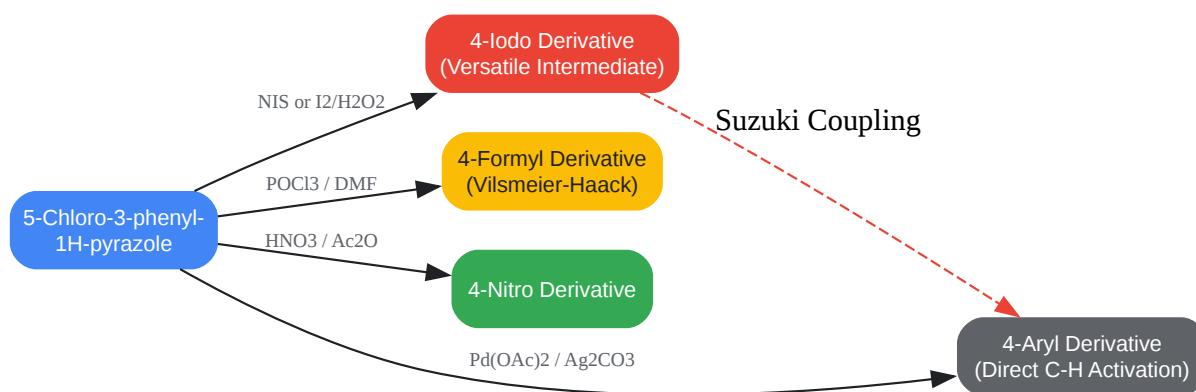 4-Iodo Derivative
(Versatile Intermediate)
NIS or I2/H2O2
Suzuki Coupling
4-Formyl Derivative
(Vilsmeier-Haack)
POCl3 / DMF
5-Chloro-3-phenyl-
1H-pyrazole
HNO3 / Ac2O
4-Nitro Derivative
Pd(OAc)2 / Ag2CO3
4-Aryl Derivative
(Direct C-H Activation)